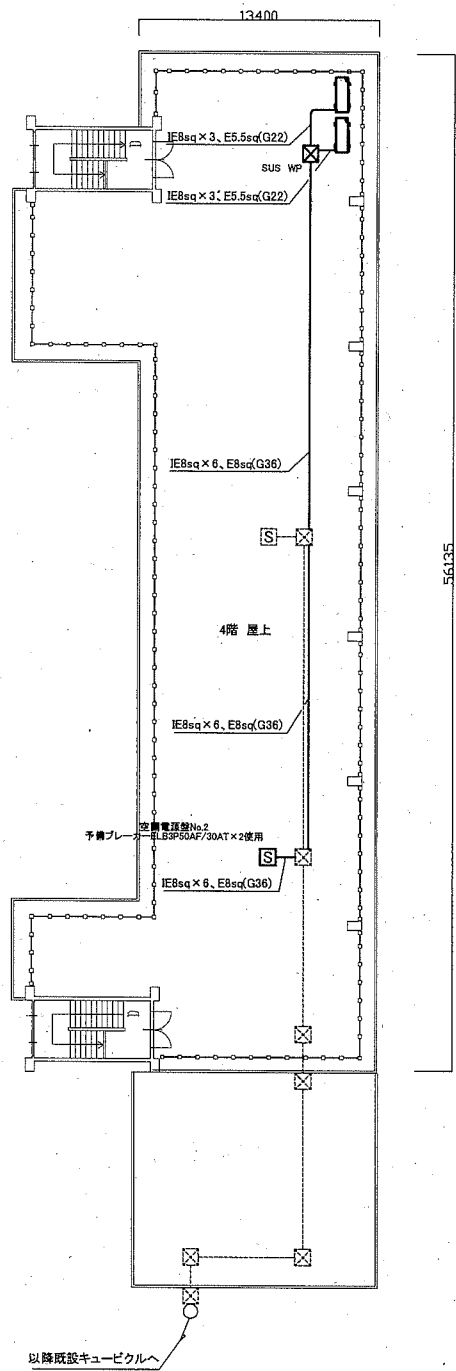 13400
IE8sq×3、E5.5sq(G22)
SUS WP
IE8sq×3、E5.5sq(G22)
IE8sq×6、E8sq(G36)
56135
S
4階 屋上
IE8sq×6、E8sq(G36)
空調電源盤No.2
予備ブレーカーELB3P50AF/30AT×2使用
S
IE8sq×6、E8sq(G36)
以降既設キュービクルへ